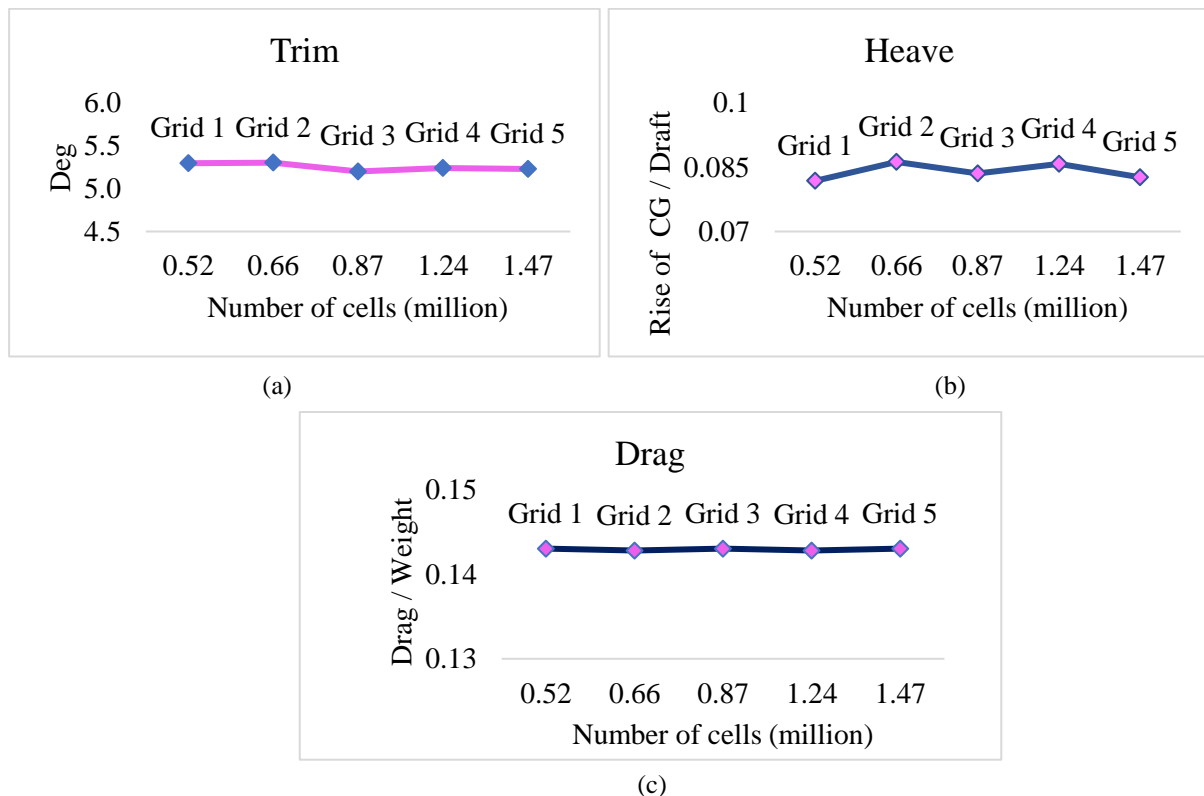 Trim
6.0
5.5
5.0
4.5
Deg
Grid 1 Grid 2 Grid 3 Grid 4 Grid 5
0.52 0.66 0.87 1.24 1.47
Number of cells (million)
(a)
Heave
0.1
0.085
0.07
Rise of CG / Draft
Grid 1 Grid 2 Grid 3 Grid 4 Grid 5
0.52 0.66 0.87 1.24 1.47
Number of cells (million)
(b)
Drag
0.15
0.14
0.13
Drag / Weight
Grid 1 Grid 2 Grid 3 Grid 4 Grid 5
0.52 0.66 0.87 1.24 1.47
Number of cells (million)
(c)